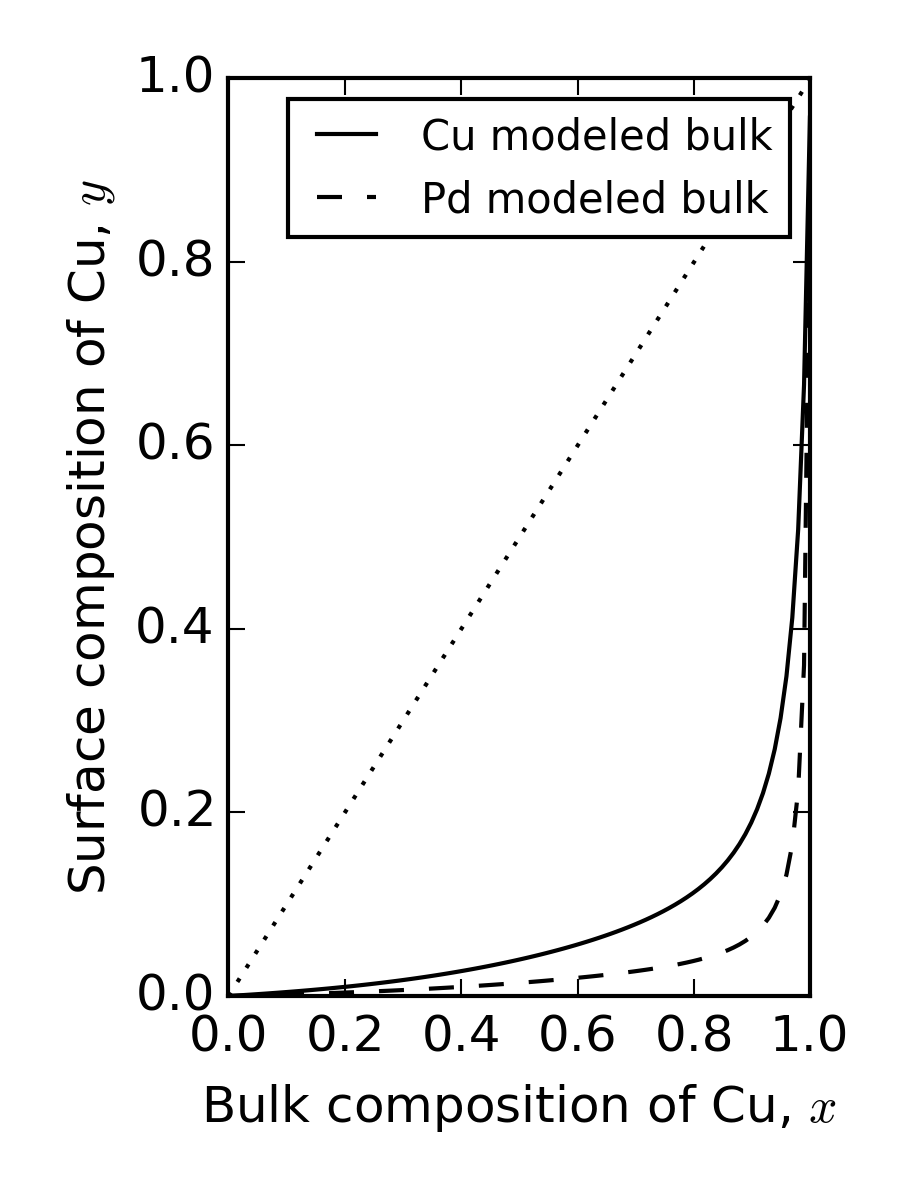 1.0
0.8
0.6
0.4
0.2
0.0
Surface composition of Cu, y
Cu modeled bulk
Pd modeled bulk
0.0 0.2 0.4 0.6 0.8 1.0
Bulk composition of Cu, x